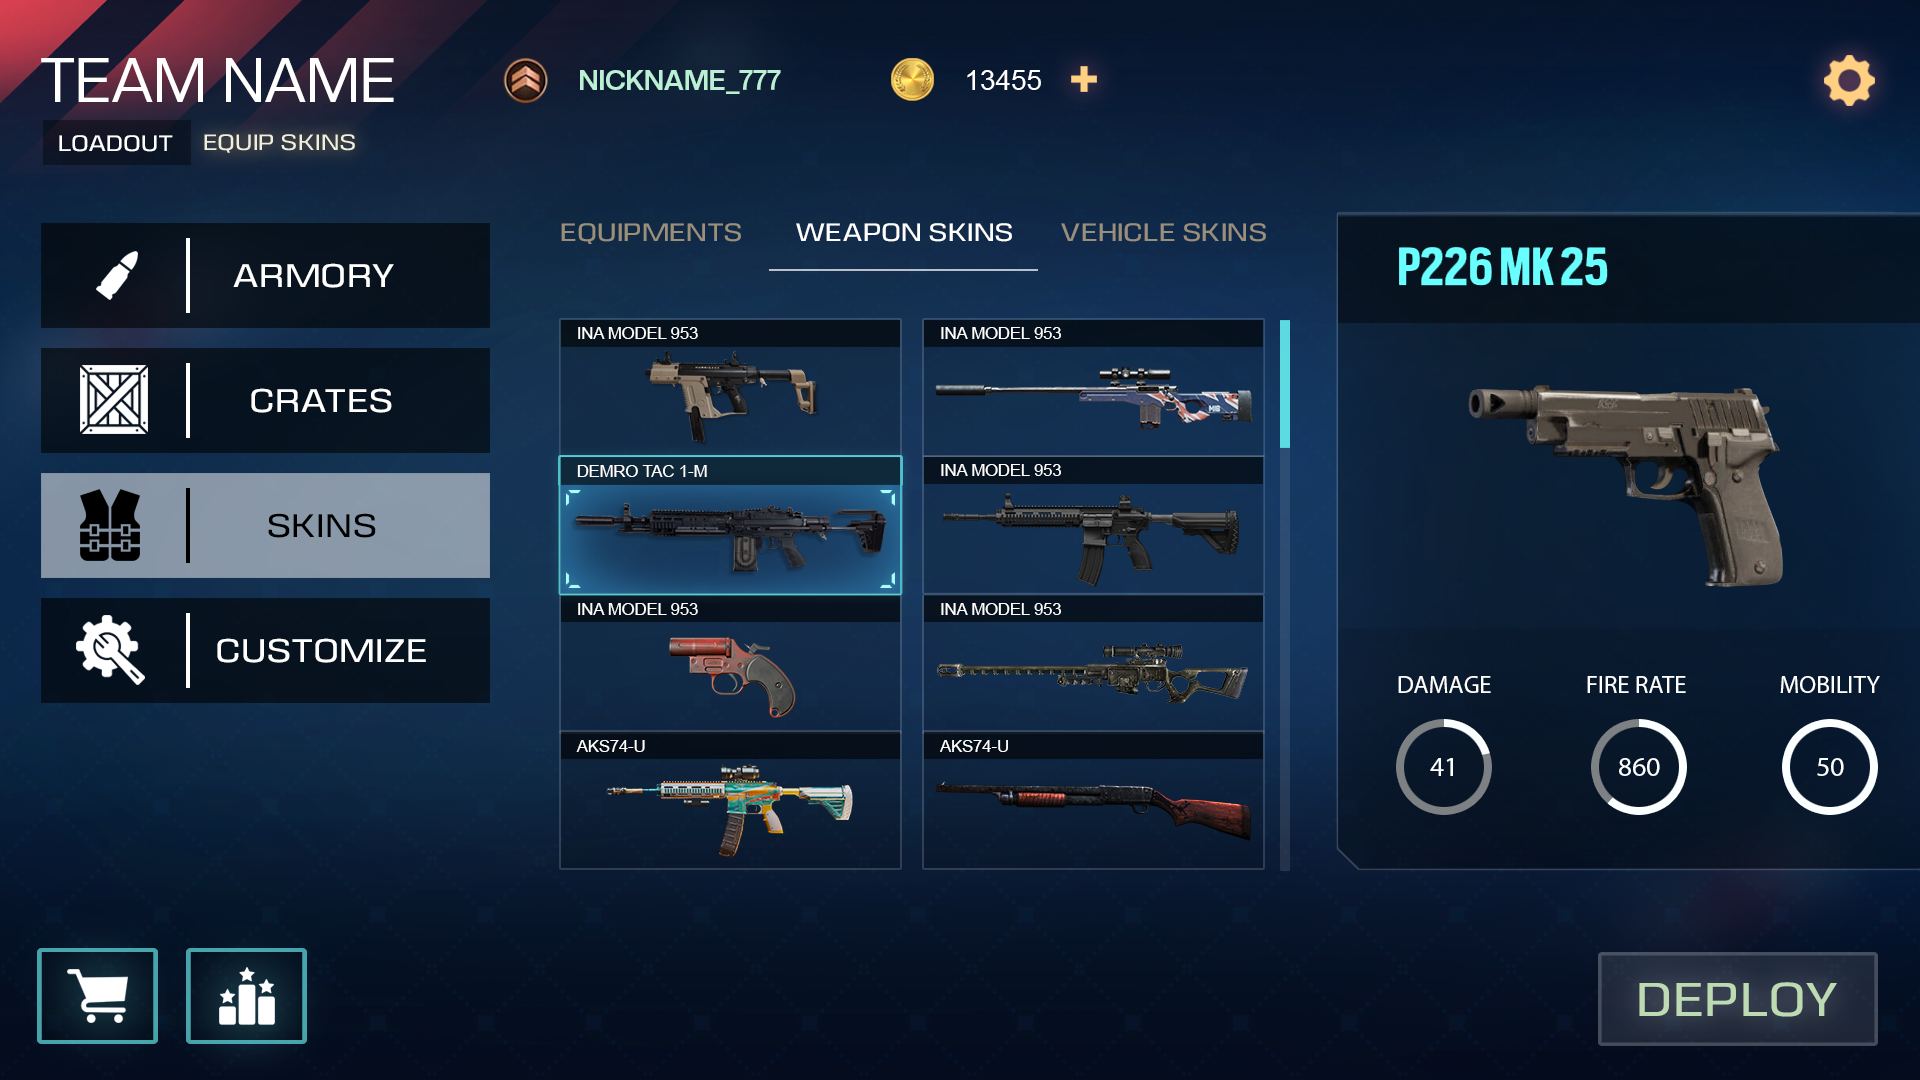 TEAM NAME
NICKNAME_777
13455
LOADOUT
EQUIP SKINS
ARMORY
CRATES
SKINS
CUSTOMIZE
EQUIPMENTS
WEAPON SKINS
VEHICLE SKINS
INA MODEL 953
INA MODEL 953
DEMRO TAC 1-M
INA MODEL 953
INA MODEL 953
INA MODEL 953
AKS74-U
AKS74-U
P226 MK 25
DAMAGE
FIRE RATE
MOBILITY
41
860
50
DEPLOY